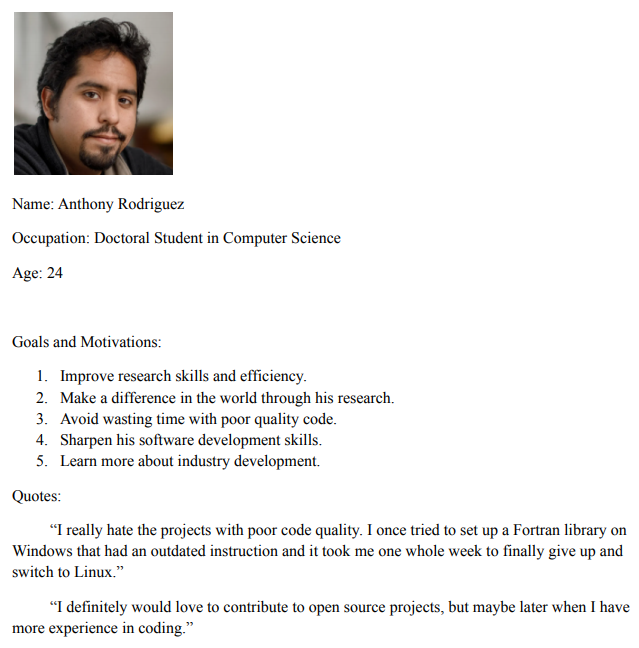 Name: Anthony Rodriguez
Occupation: Doctoral Student in Computer Science
Age: 24
Goals and Motivations:
1. Improve research skills and efficiency.
2. Make a difference in the world through his research.
3. Avoid wasting time with poor quality code.
4. Sharpen his software development skills.
5. Learn more about industry development.
Quotes:
“I really hate the projects with poor code quality. I once tried to set up a Fortran library on
Windows that had an outdated instruction and it took me one whole week to finally give up and
switch to Linux.”
“I definitely would love to contribute to open source projects, but maybe later when I have
more experience in coding.”